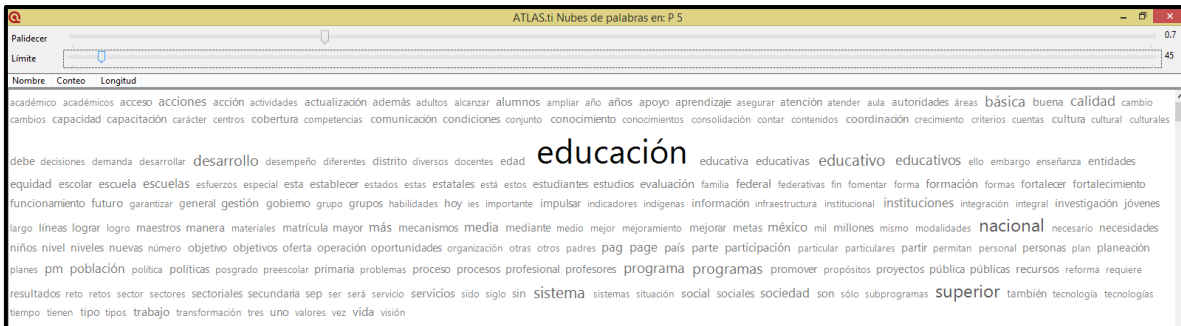 ATLAS.ti Nubes de palabras en: P 5
Palidecer 0.7
Límite 45
Nombre Conteo Longitud
académico académicos acceso acciones acción actividades actualización además adultos alcanzar alumnos ampliar año años apoyo aprendizaje asegurar atención atender aula autoridades áreas básica buena calidad cambio
cambios capacidad capacitación carácter centros cobertura competencias comunicación condiciones conjunto conocimiento conocimientos consolidación contar contenidos coordinación crecimiento criterios cuentas cultura cultural culturales
debe decisiones demanda desarrollar desarrollo desempeño diferentes distrito diversos docentes edad educación educativa educativas educativo educativos ello embargo enseñanza entidades
equidad escolar escuela escuelas esfuerzos especial esta establecer estados estas estatales está estos estudiantes estudios evaluación familia federal federativas fin fomentar forma formación formas fortalecer fortalecimiento
funcionamiento futuro garantizar general gestión gobierno grupo grupos habilidades hoy ies importante impulsar indicadores indígenas información infraestructura institucional instituciones integración integral investigación jóvenes
largo líneas lograr logro maestros manera materiales matrícula mayor más mecanismos media mediante medio mejor mejoramiento mejorar metas méxico mil millones mismo modalidades nacional necesario necesidades
niños nivel niveles nuevas número objetivo objetivos oferta operación oportunidades organización otras otros padres pag page país parte participación particular particulares partir permitan personal personas plan planeación
planes pm población política políticas posgrado preescolar primaria problemas proceso procesos profesional profesores programa programas promover propósitos proyectos pública públicas recursos reforma requiere
resultados reto retos sector sectores sectoriales secundaria sep ser será servicio servicios sido siglo sin sistema sistemas situación social sociales sociedad son sólo subprogramas superior también tecnología tecnologías
tiempo tienen tipo tipos trabajo transformación tres uno valores vez vida visión